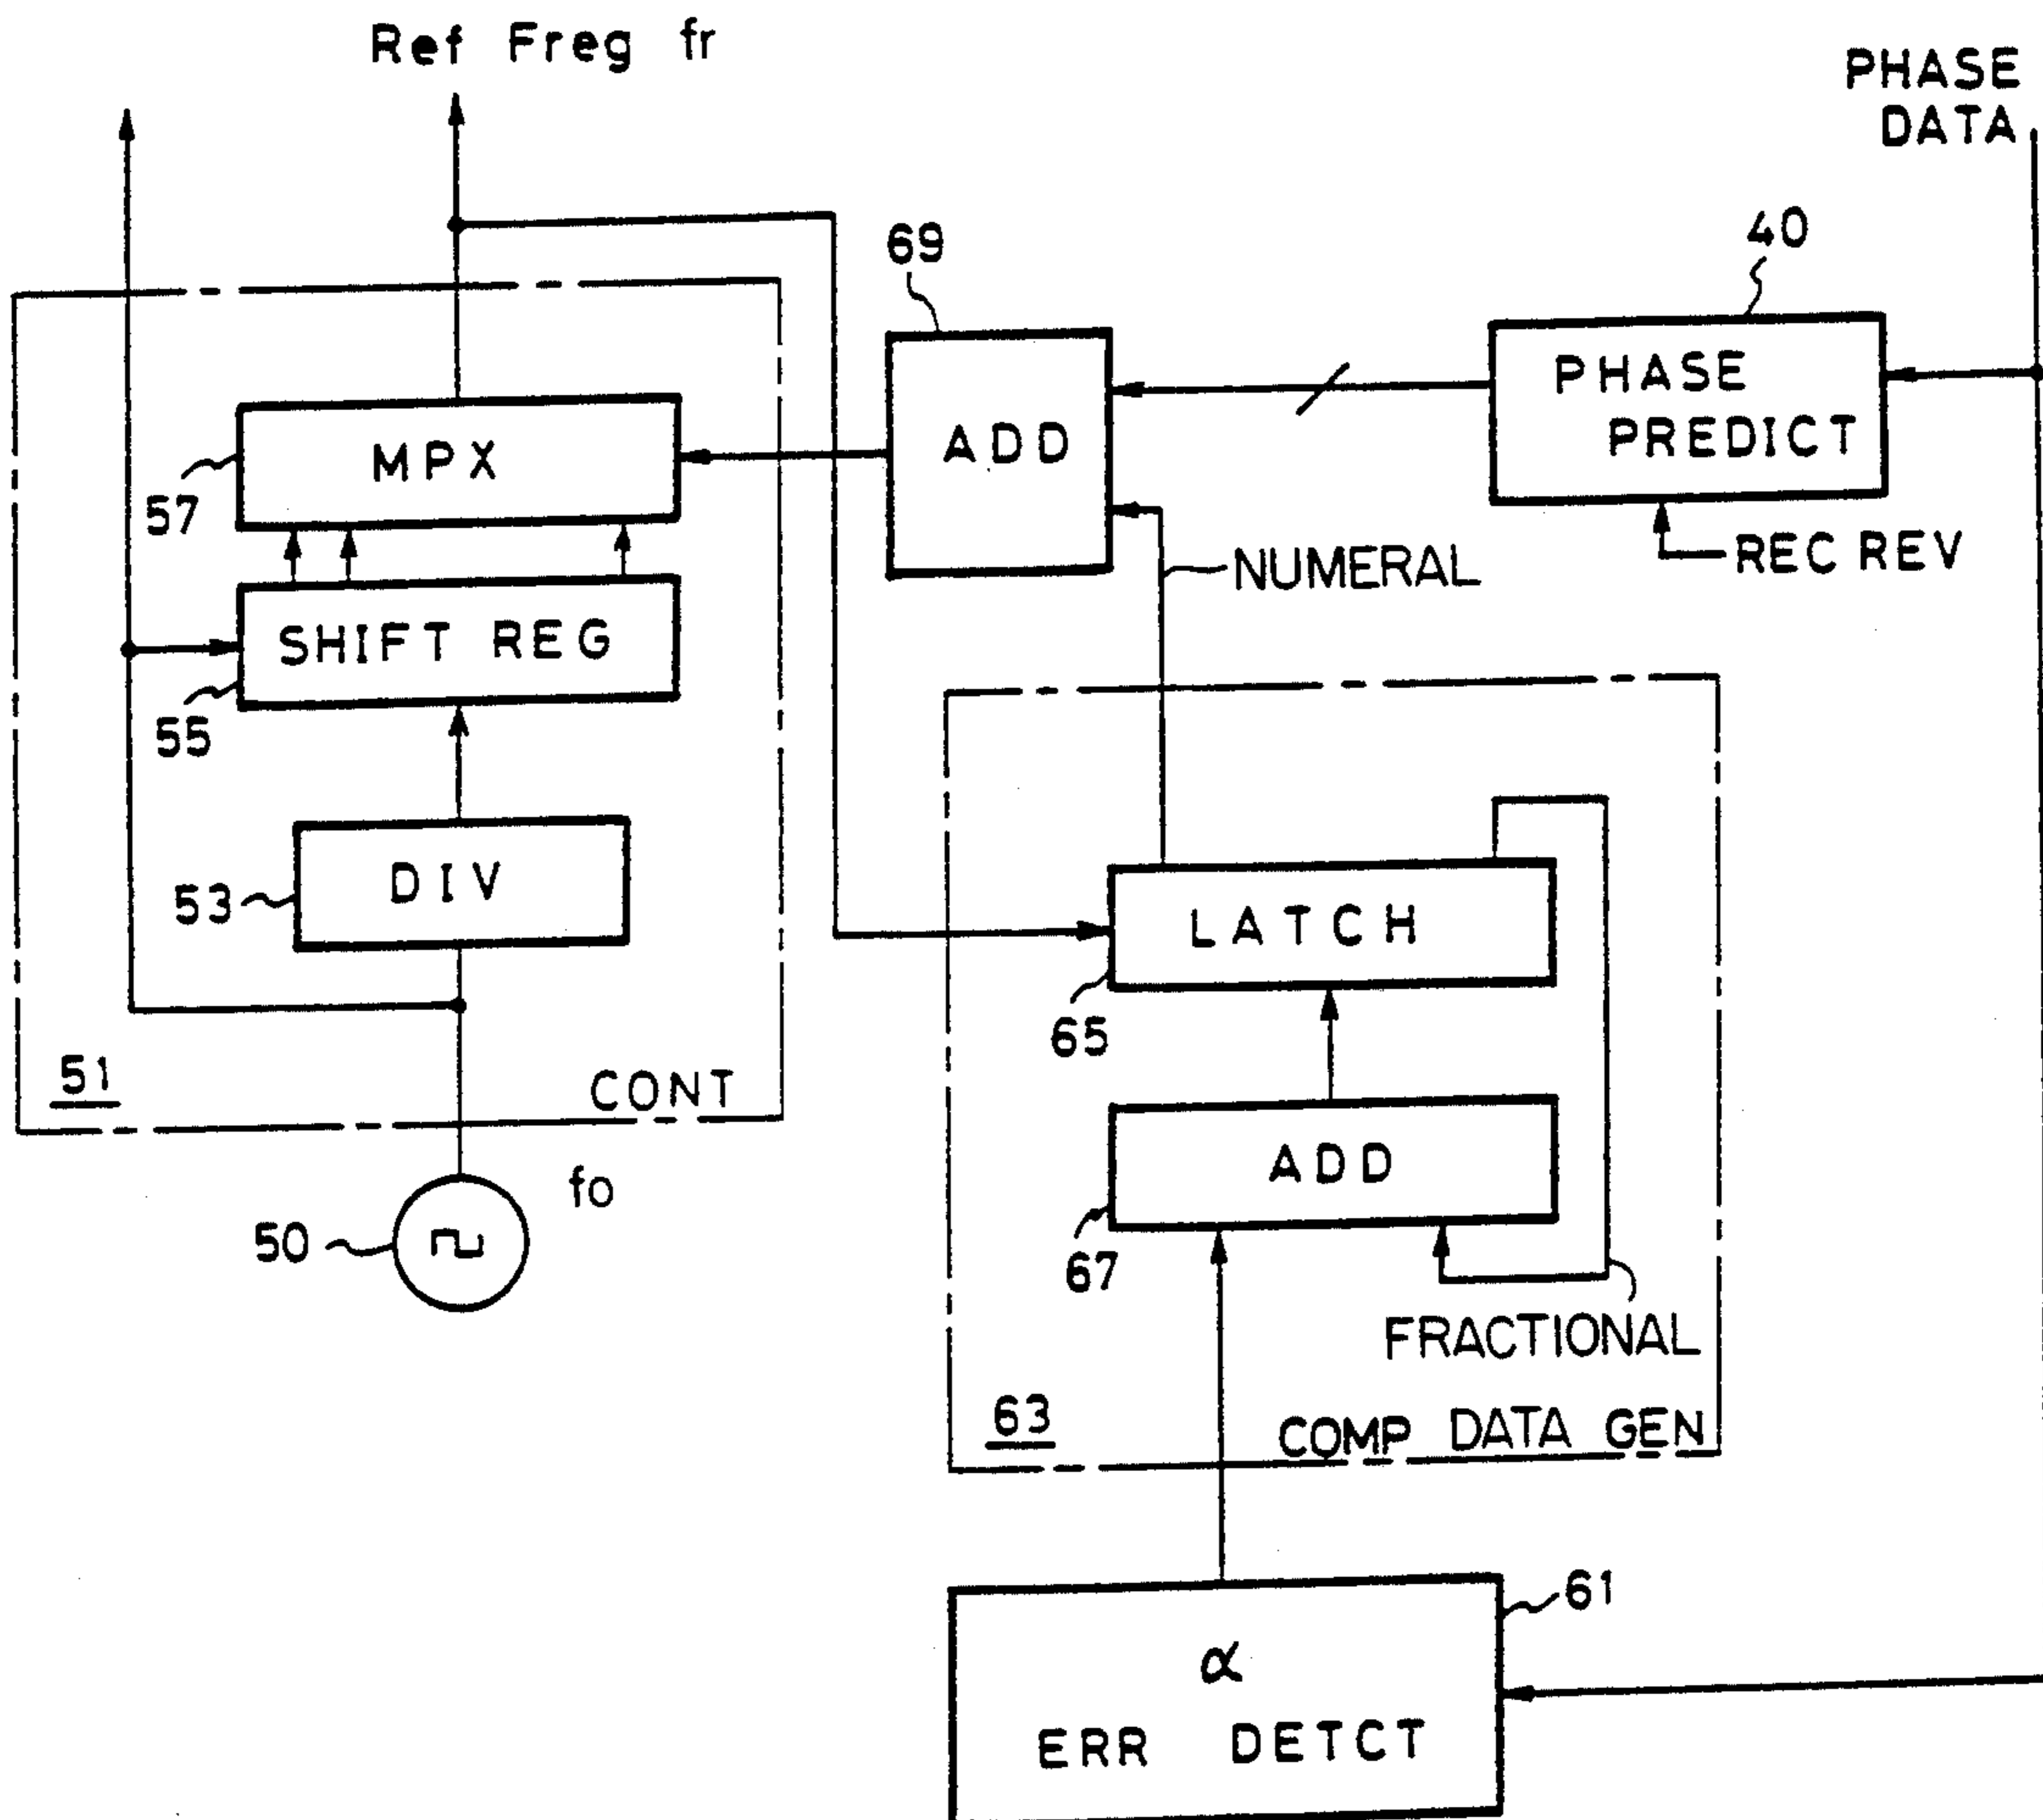 Ref Freg fr
PHASE
DATA
69
40
PHASE
PREDICT
ADD
MPX
57
REC REV
NUMERAL
SHIFT REG
55
DIV
53
LATCH
65
51
CONT
ADD
fo
50
67
FRACTIONAL
63
COMP DATA GEN
61
α
ERR DETCT